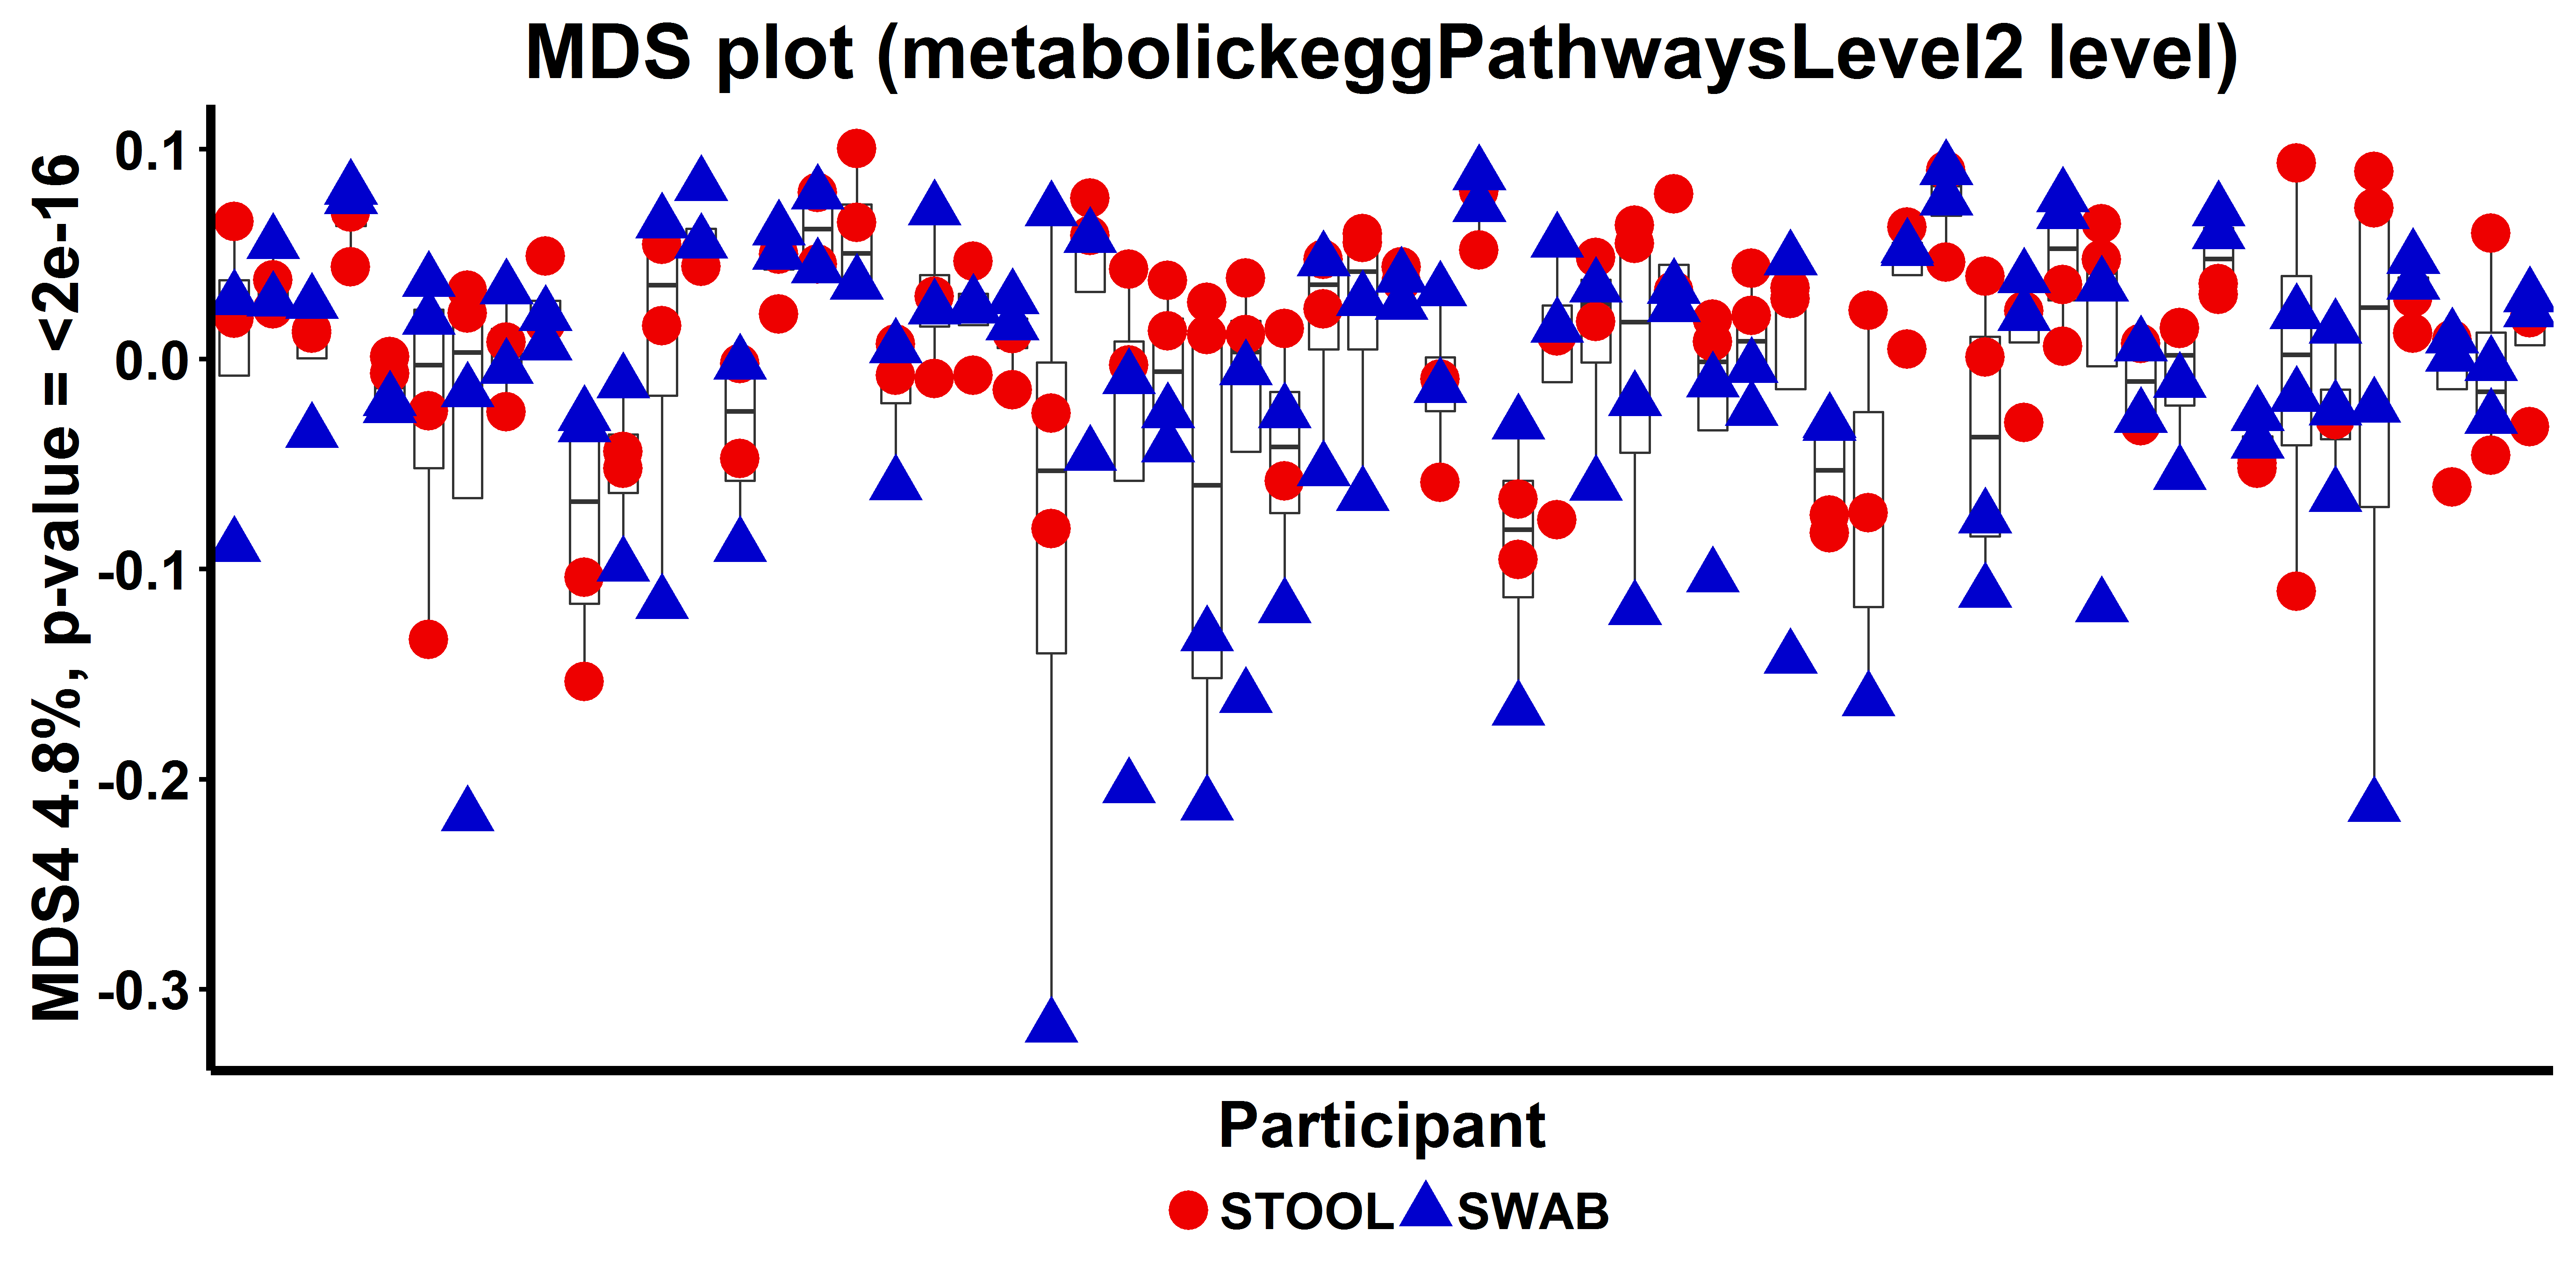 MDS plot (metabolickeggPathwaysLevel2 level)
MDS4 4.8%, p-value = <2e-16
0.1
0.0
-0.1
-0.2
-0.3
Participant
STOOL SWAB